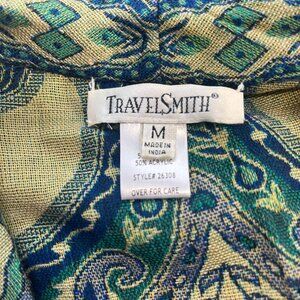 TRAVELSMITH®
M
MADE IN
INDIA
50% ACRYLIC
STYLE# 26308
OVER FOR CARE